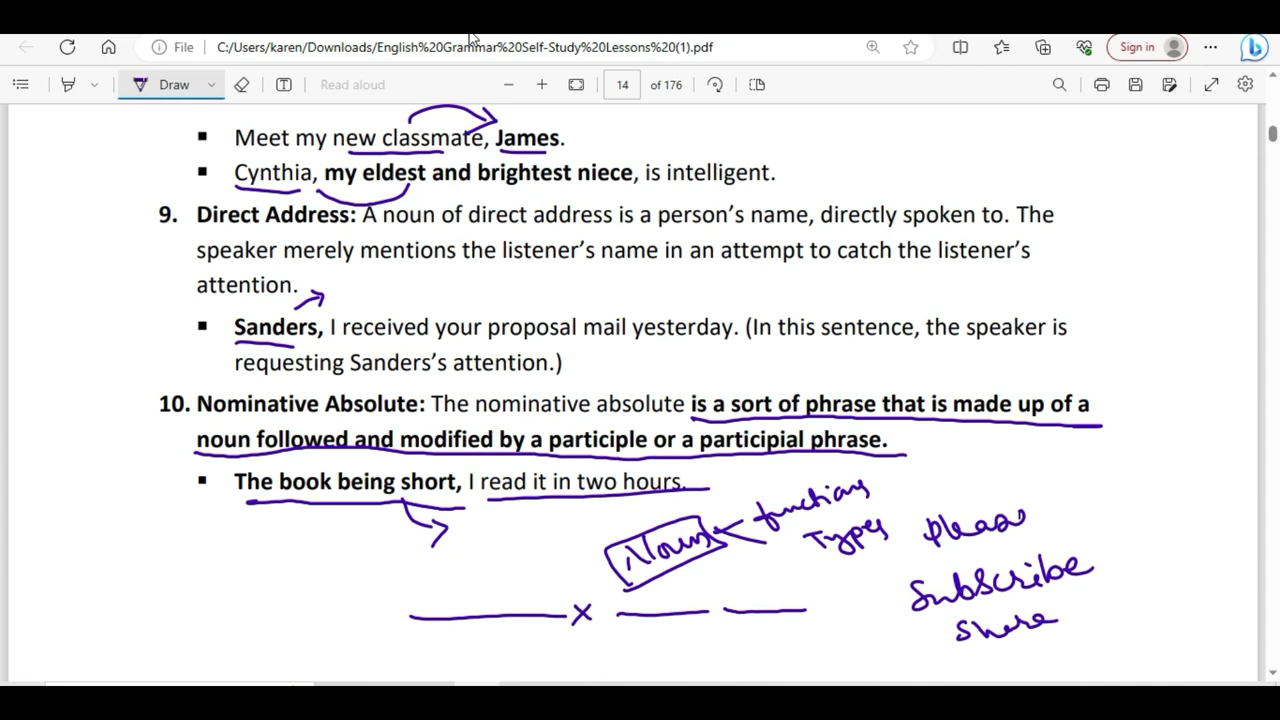 File C:/Users/karen/Downloads/English%20Grammar%20Self-Study%20Lessons%20(1).pdf Sign in
Draw Read aloud 14 of 176
▪ Meet my new classmate, James.
▪ Cynthia, my eldest and brightest niece, is intelligent.
9. Direct Address: A noun of direct address is a person's name, directly spoken to. The
speaker merely mentions the listener's name in an attempt to catch the listener's
attention.
▪ Sanders, I received your proposal mail yesterday. (In this sentence, the speaker is
requesting Sanders's attention.)
10. Nominative Absolute: The nominative absolute is a sort of phrase that is made up of a
noun followed and modified by a participle or a participial phrase.
▪ The book being short, I read it in two hours.
Noun functions
Types Please
Subscribe
Share